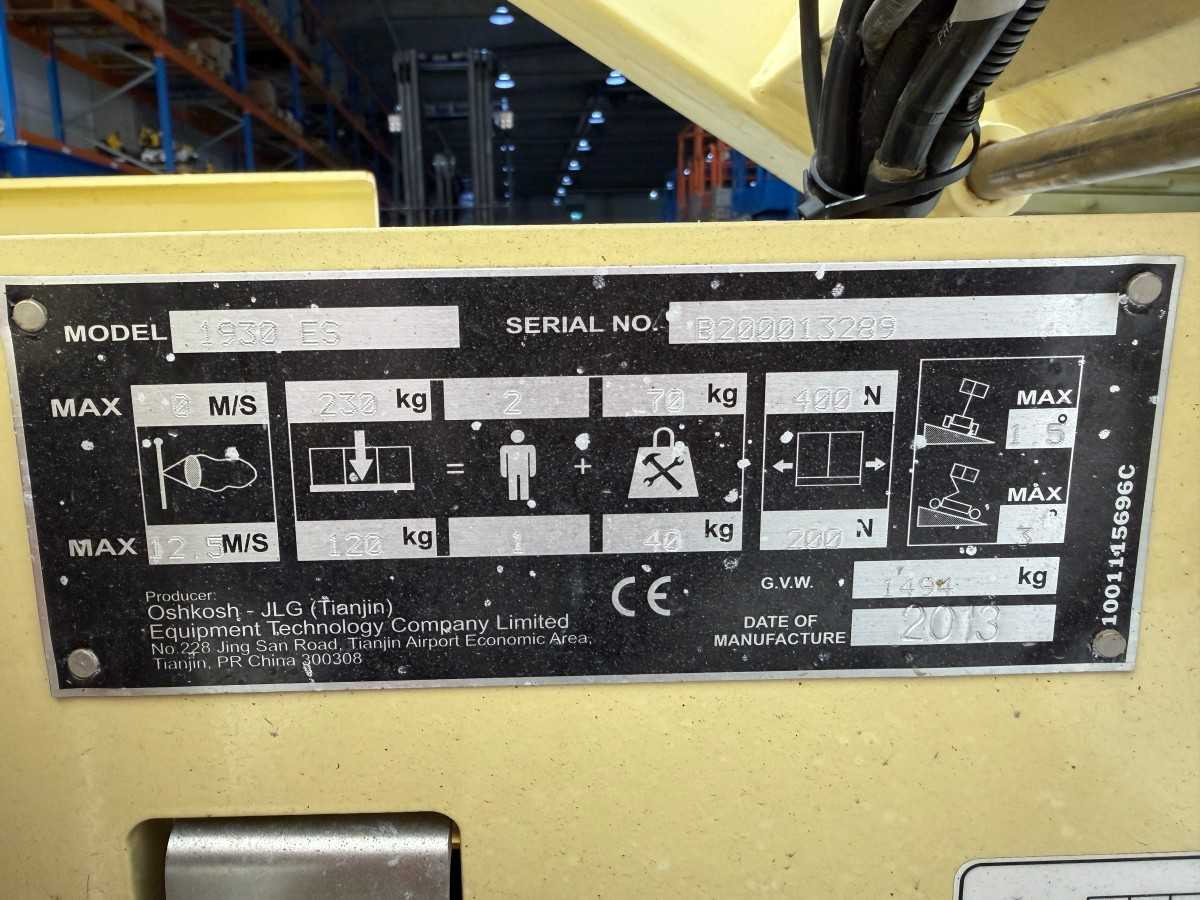 MODEL 1930 ES SERIAL NO. B200013289
MAX 0 M/S 230 kg 2 70 kg 400 N MAX 1.5°
= +
MAX 12.5 M/S 120 kg 1 40 kg 200 N MAX 3°
Producer:
Oshkosh - JLG (Tianjin)
Equipment Technology Company Limited
No.228 Jing San Road, Tianjin Airport Economic Area,
Tianjin, PR China 300308
CE
G.V.W. 1494 kg
DATE OF
MANUFACTURE 2013
1001115696C